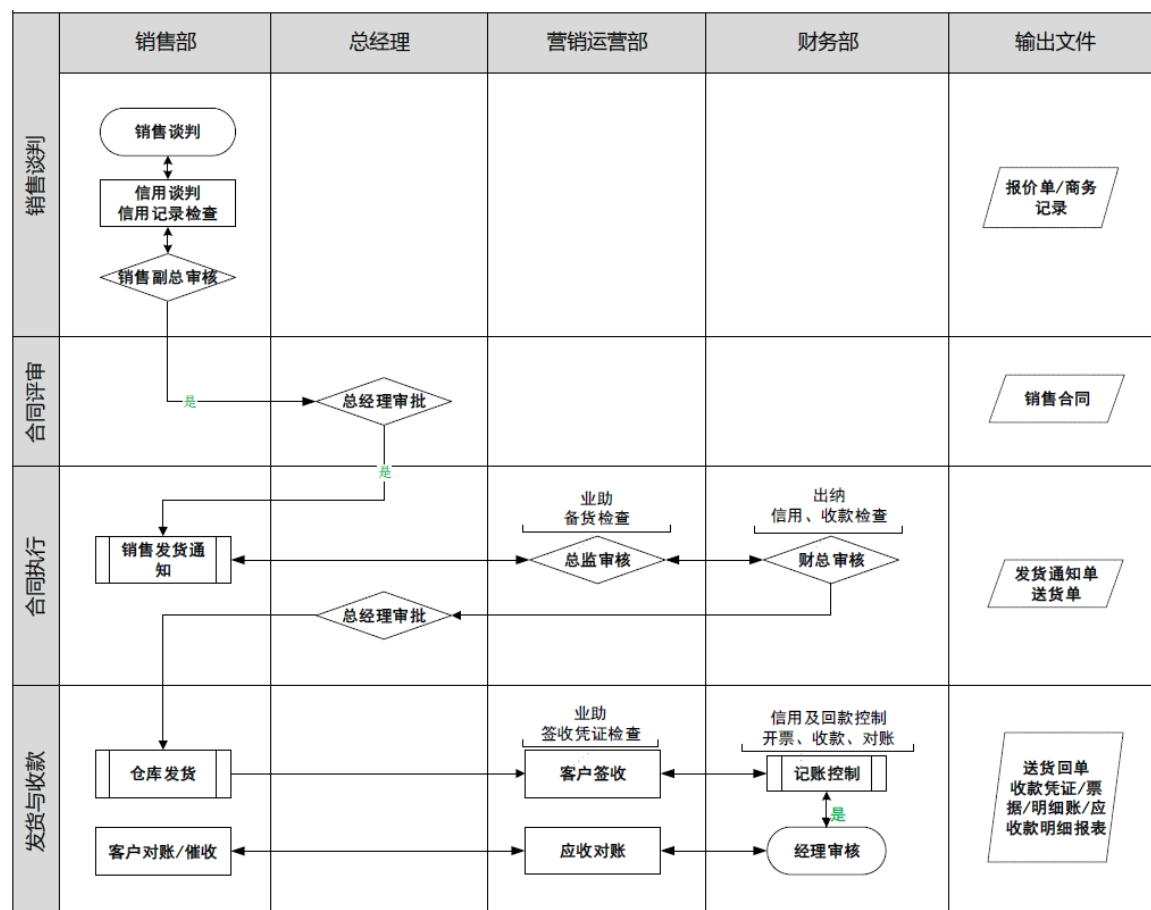 销售部
总经理
营销运营部
财务部
输出文件
销售谈判
销售谈判
信用谈判
信用记录检查
销售副总审核
报价单/商务
记录
合同评审
是
总经理审批
销售合同
是
合同执行
业助
备货检查
出纳
信用、收款检查
销售发货通
知
总监审核
财总审核
发货通知单
送货单
总经理审批
发货与收款
业助
签收凭证检查
信用及回款控制
开票、收款、对账
仓库发货
客户签收
记账控制
送货回单
收款凭证/票
据/明细账/应
收款明细报表
是
客户对账/催收
应收对账
经理审核